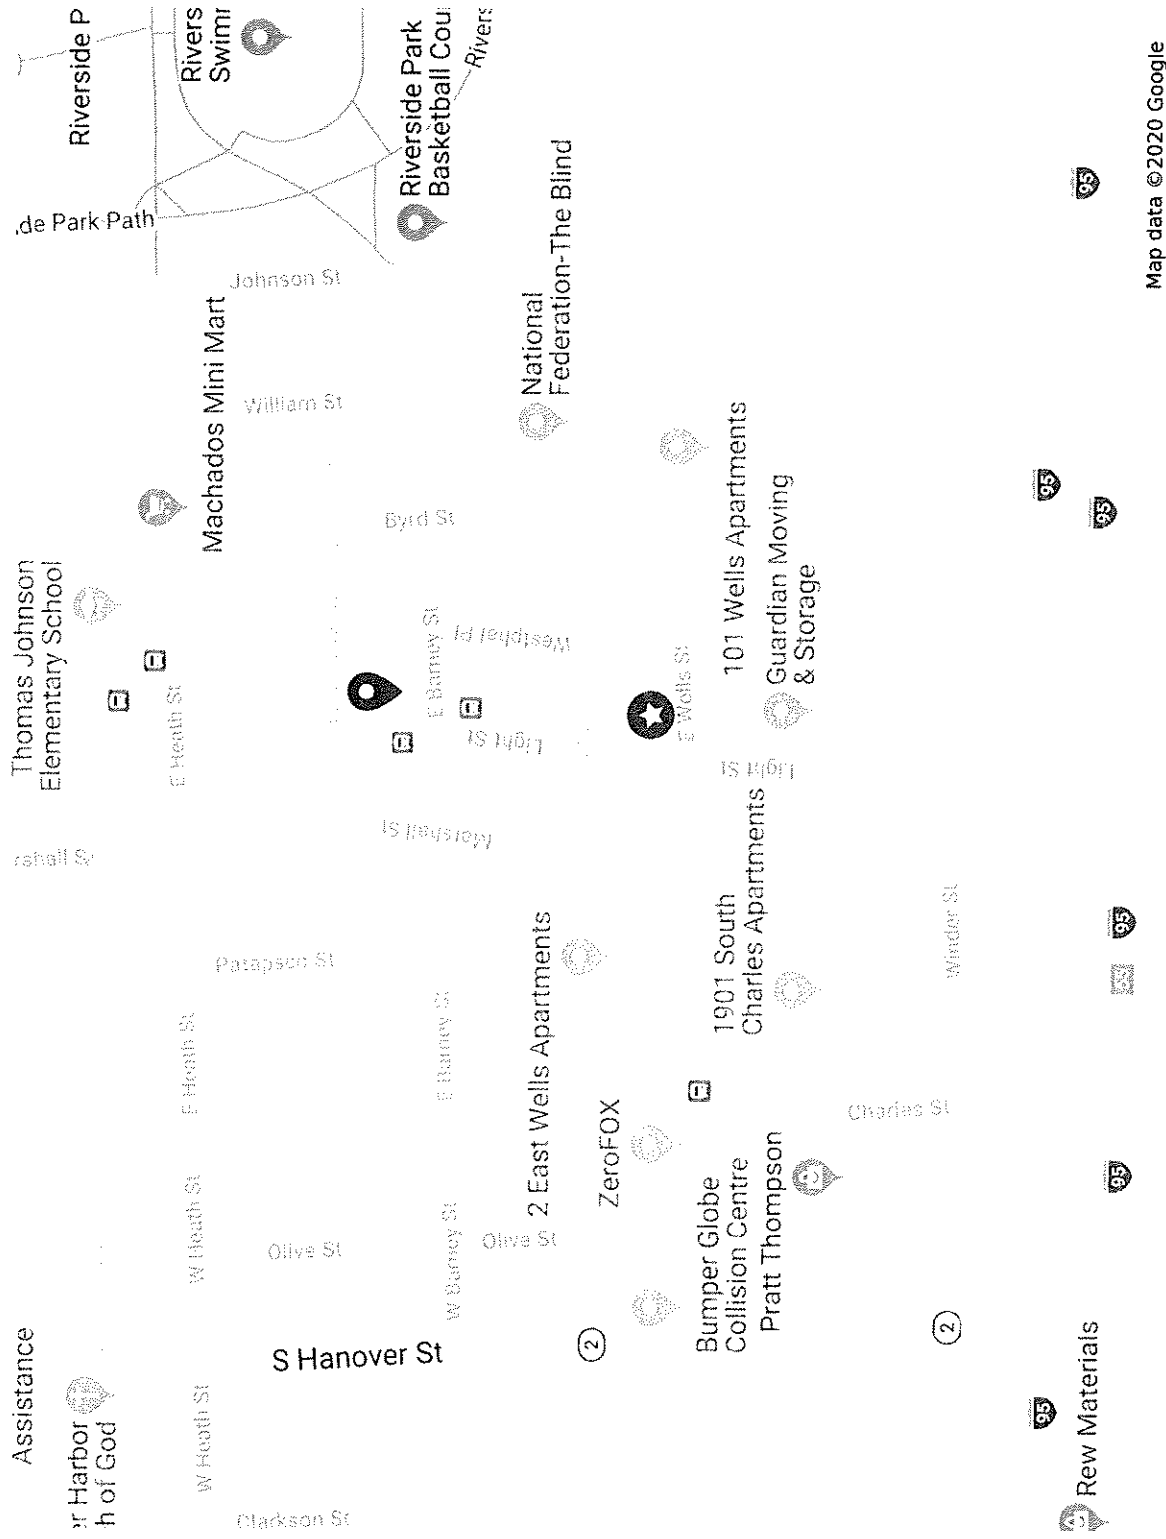 Riverside P
Rivers
Swimr
Riverside Park
Basketball Cou
Rivers
de Park Path
Johnson St
National
Federation-The Blind
Machados Mini Mart
William St
Byrd St
Thomas Johnson
Elementary School
E Heath St
E Barney St
Westphal Pl
Light St
E Wells St
101 Wells Apartments
Guardian Moving
& Storage
Light St
Marshall St
rshall St
Patapsco St
E Heath St
E Barney St
2 East Wells Apartments
1901 South
Charles Apartments
Winder St
ZeroFOX
Charles St
W Heath St
Olive St
W Barney St
Olive St
Bumper Globe
Collision Centre
Pratt Thompson
Assistance
S Hanover St
2
2
er Harbor
h of God
W Heath St
Clarkson St
Rew Materials
95
95
95
95
95
95
Map data ©2020 Google